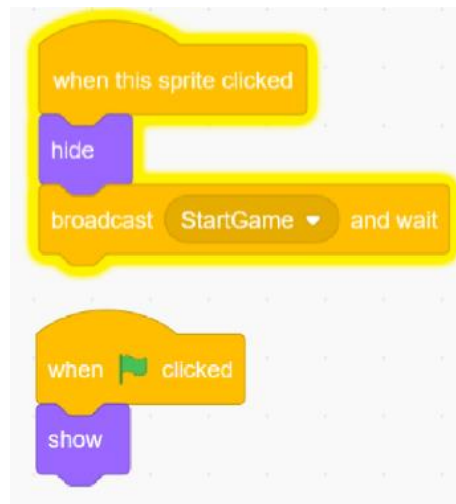 when this sprite clicked
hide
broadcast StartGame and wait
when clicked
show